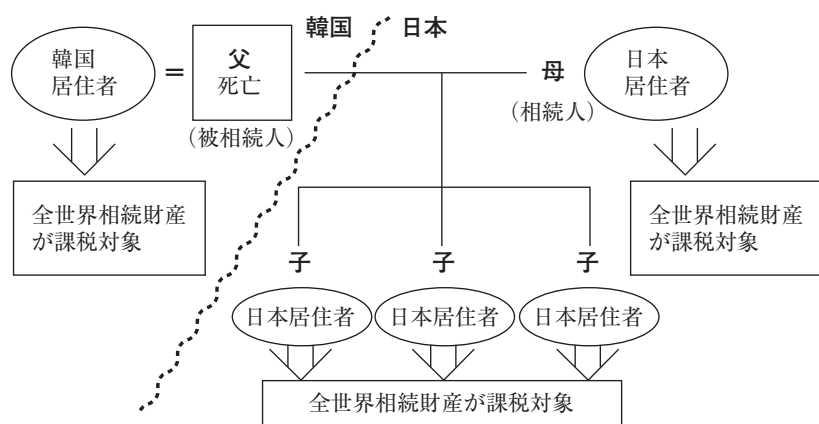 韓国 日本
韓国
居住者
=
父
死亡
(被相続人)
母
(相続人)
日本
居住者
全世界相続財産
が課税対象
全世界相続財産
が課税対象
子 子 子
日本居住者 日本居住者 日本居住者
全世界相続財産が課税対象